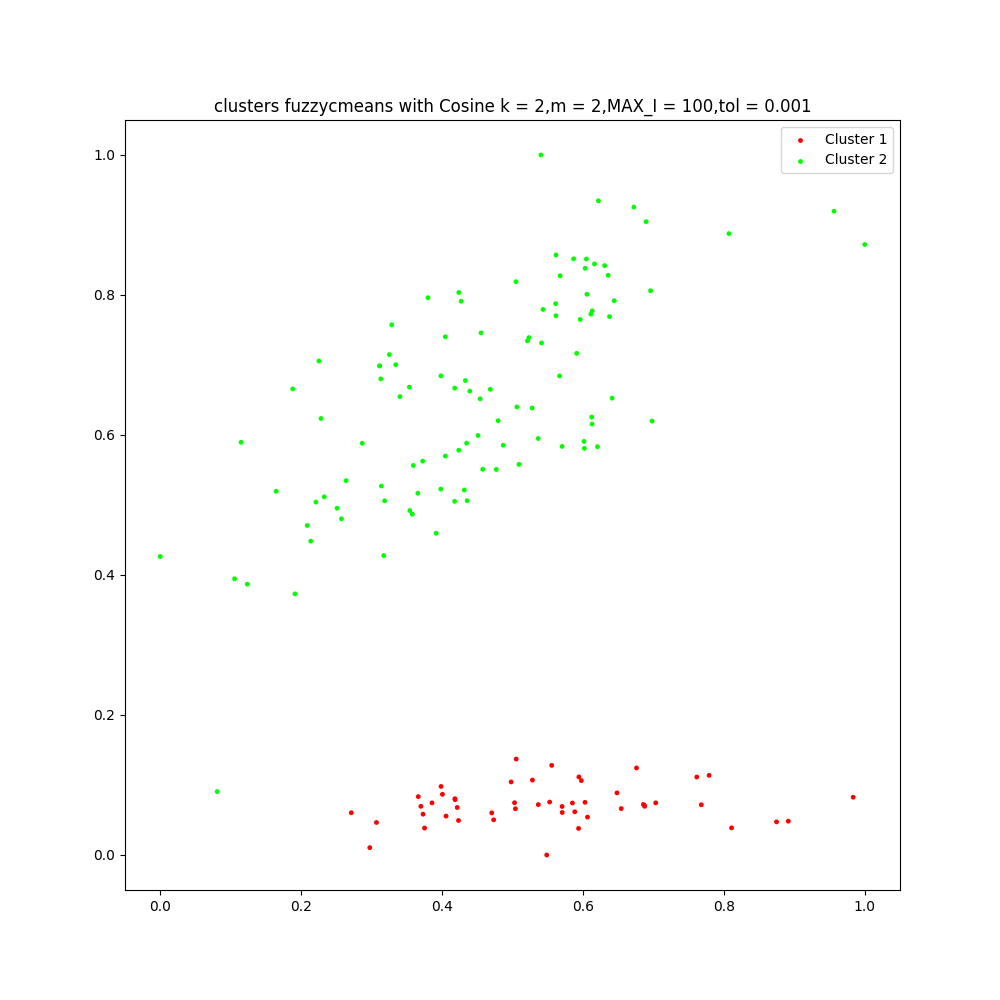 clusters fuzzycmeans with Cosine k = 2,m = 2,MAX_I = 100,tol = 0.001
Cluster 1
Cluster 2
1.0
0.8
0.6
0.4
0.2
0.0
0.0 0.2 0.4 0.6 0.8 1.0